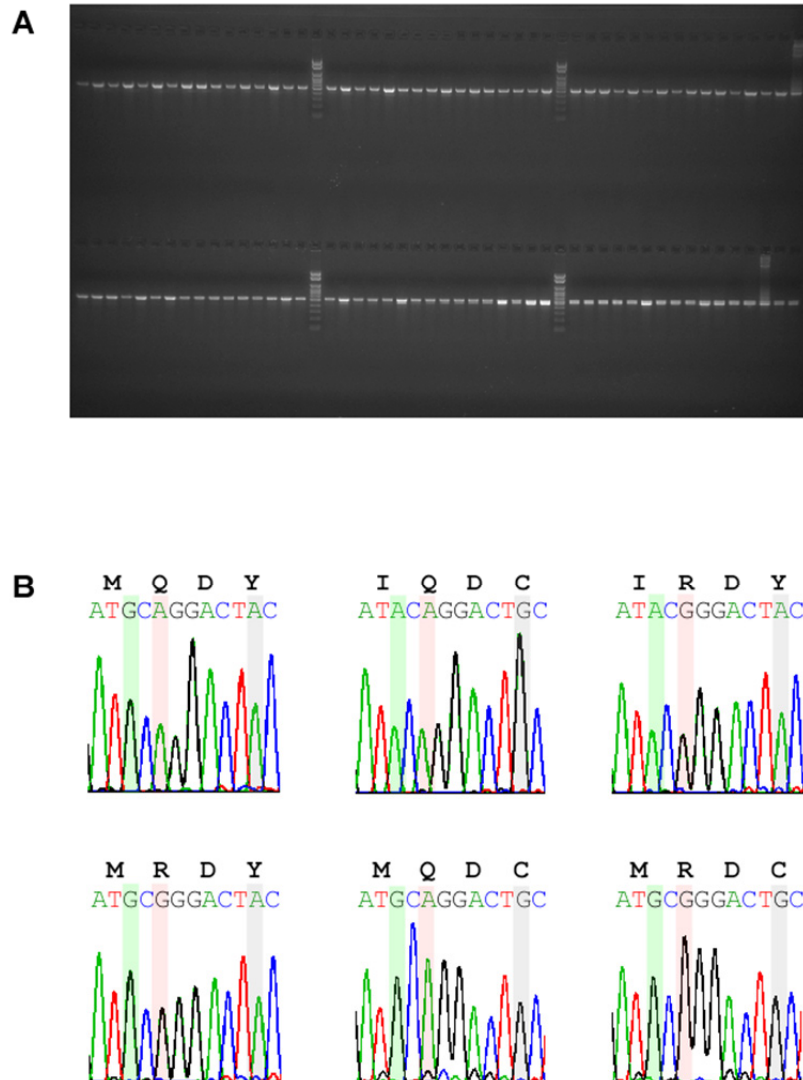 A
B
M Q D Y
ATGCAGGACTAC
I Q D C
ATACAGGACTGC
I R D Y
ATACGGGACTAC
M R D Y
ATGCGGGACTAC
M Q D C
ATGCAGGACTGC
M R D C
ATGCGGGACTGC